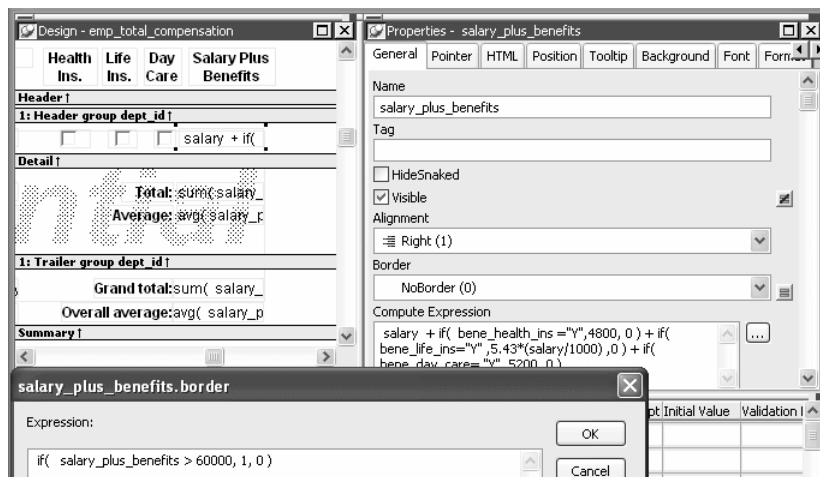 Design - emp_total_compensation
Health Life Day Salary Plus
Ins. Ins. Care Benefits
Header ↑
1: Header group dept_id ↑
salary + if(
Detail ↑
Total: sum( salary_
Average: avg( salary_p
1: Trailer group dept_id ↑
Grand total: sum( salary_
Overall average: avg( salary_p
Summary ↑
Properties - salary_plus_benefits
General Pointer HTML Position Tooltip Background Font Format
Name
salary_plus_benefits
Tag
HideSnaked
Visible
Alignment
Right (1)
Border
NoBorder (0)
Compute Expression
salary + if( bene_health_ins ="Y",4800, 0 ) + if(
bene_life_ins="Y" ,5.43*(salary/1000) ,0 ) + if(
bene_day_care= "Y", 5200, 0 )
...
Initial Value Validation
salary_plus_benefits.border
Expression:
OK
if( salary_plus_benefits > 60000, 1, 0 )
Cancel